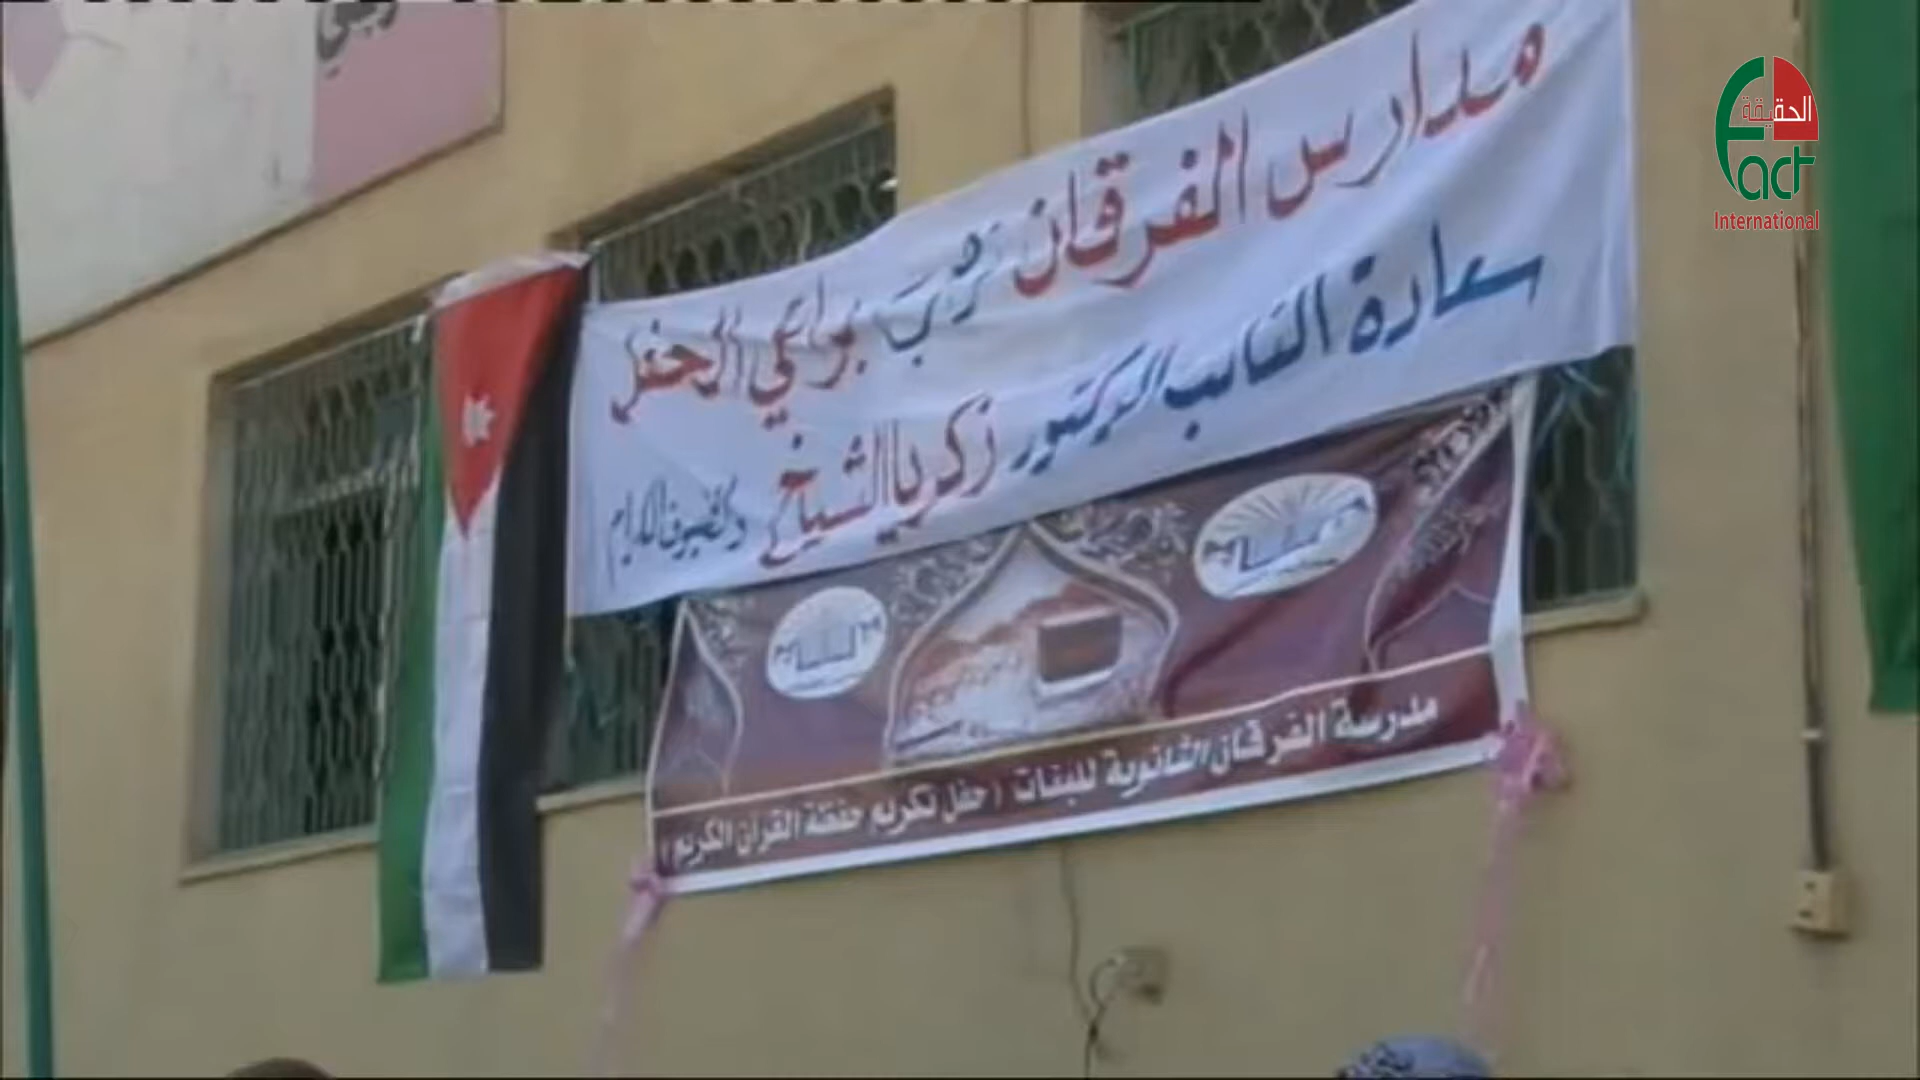 مدارس الفرقان تُرحب براعي الحفل
سعادة النائب الدكتور زكريا الشيخ والضيوف الكرام
مدرسة الفرقان الثانوية للبنات (حفل تكريم حفظة القرآن الكريم)
الحقيقة
Fact
International